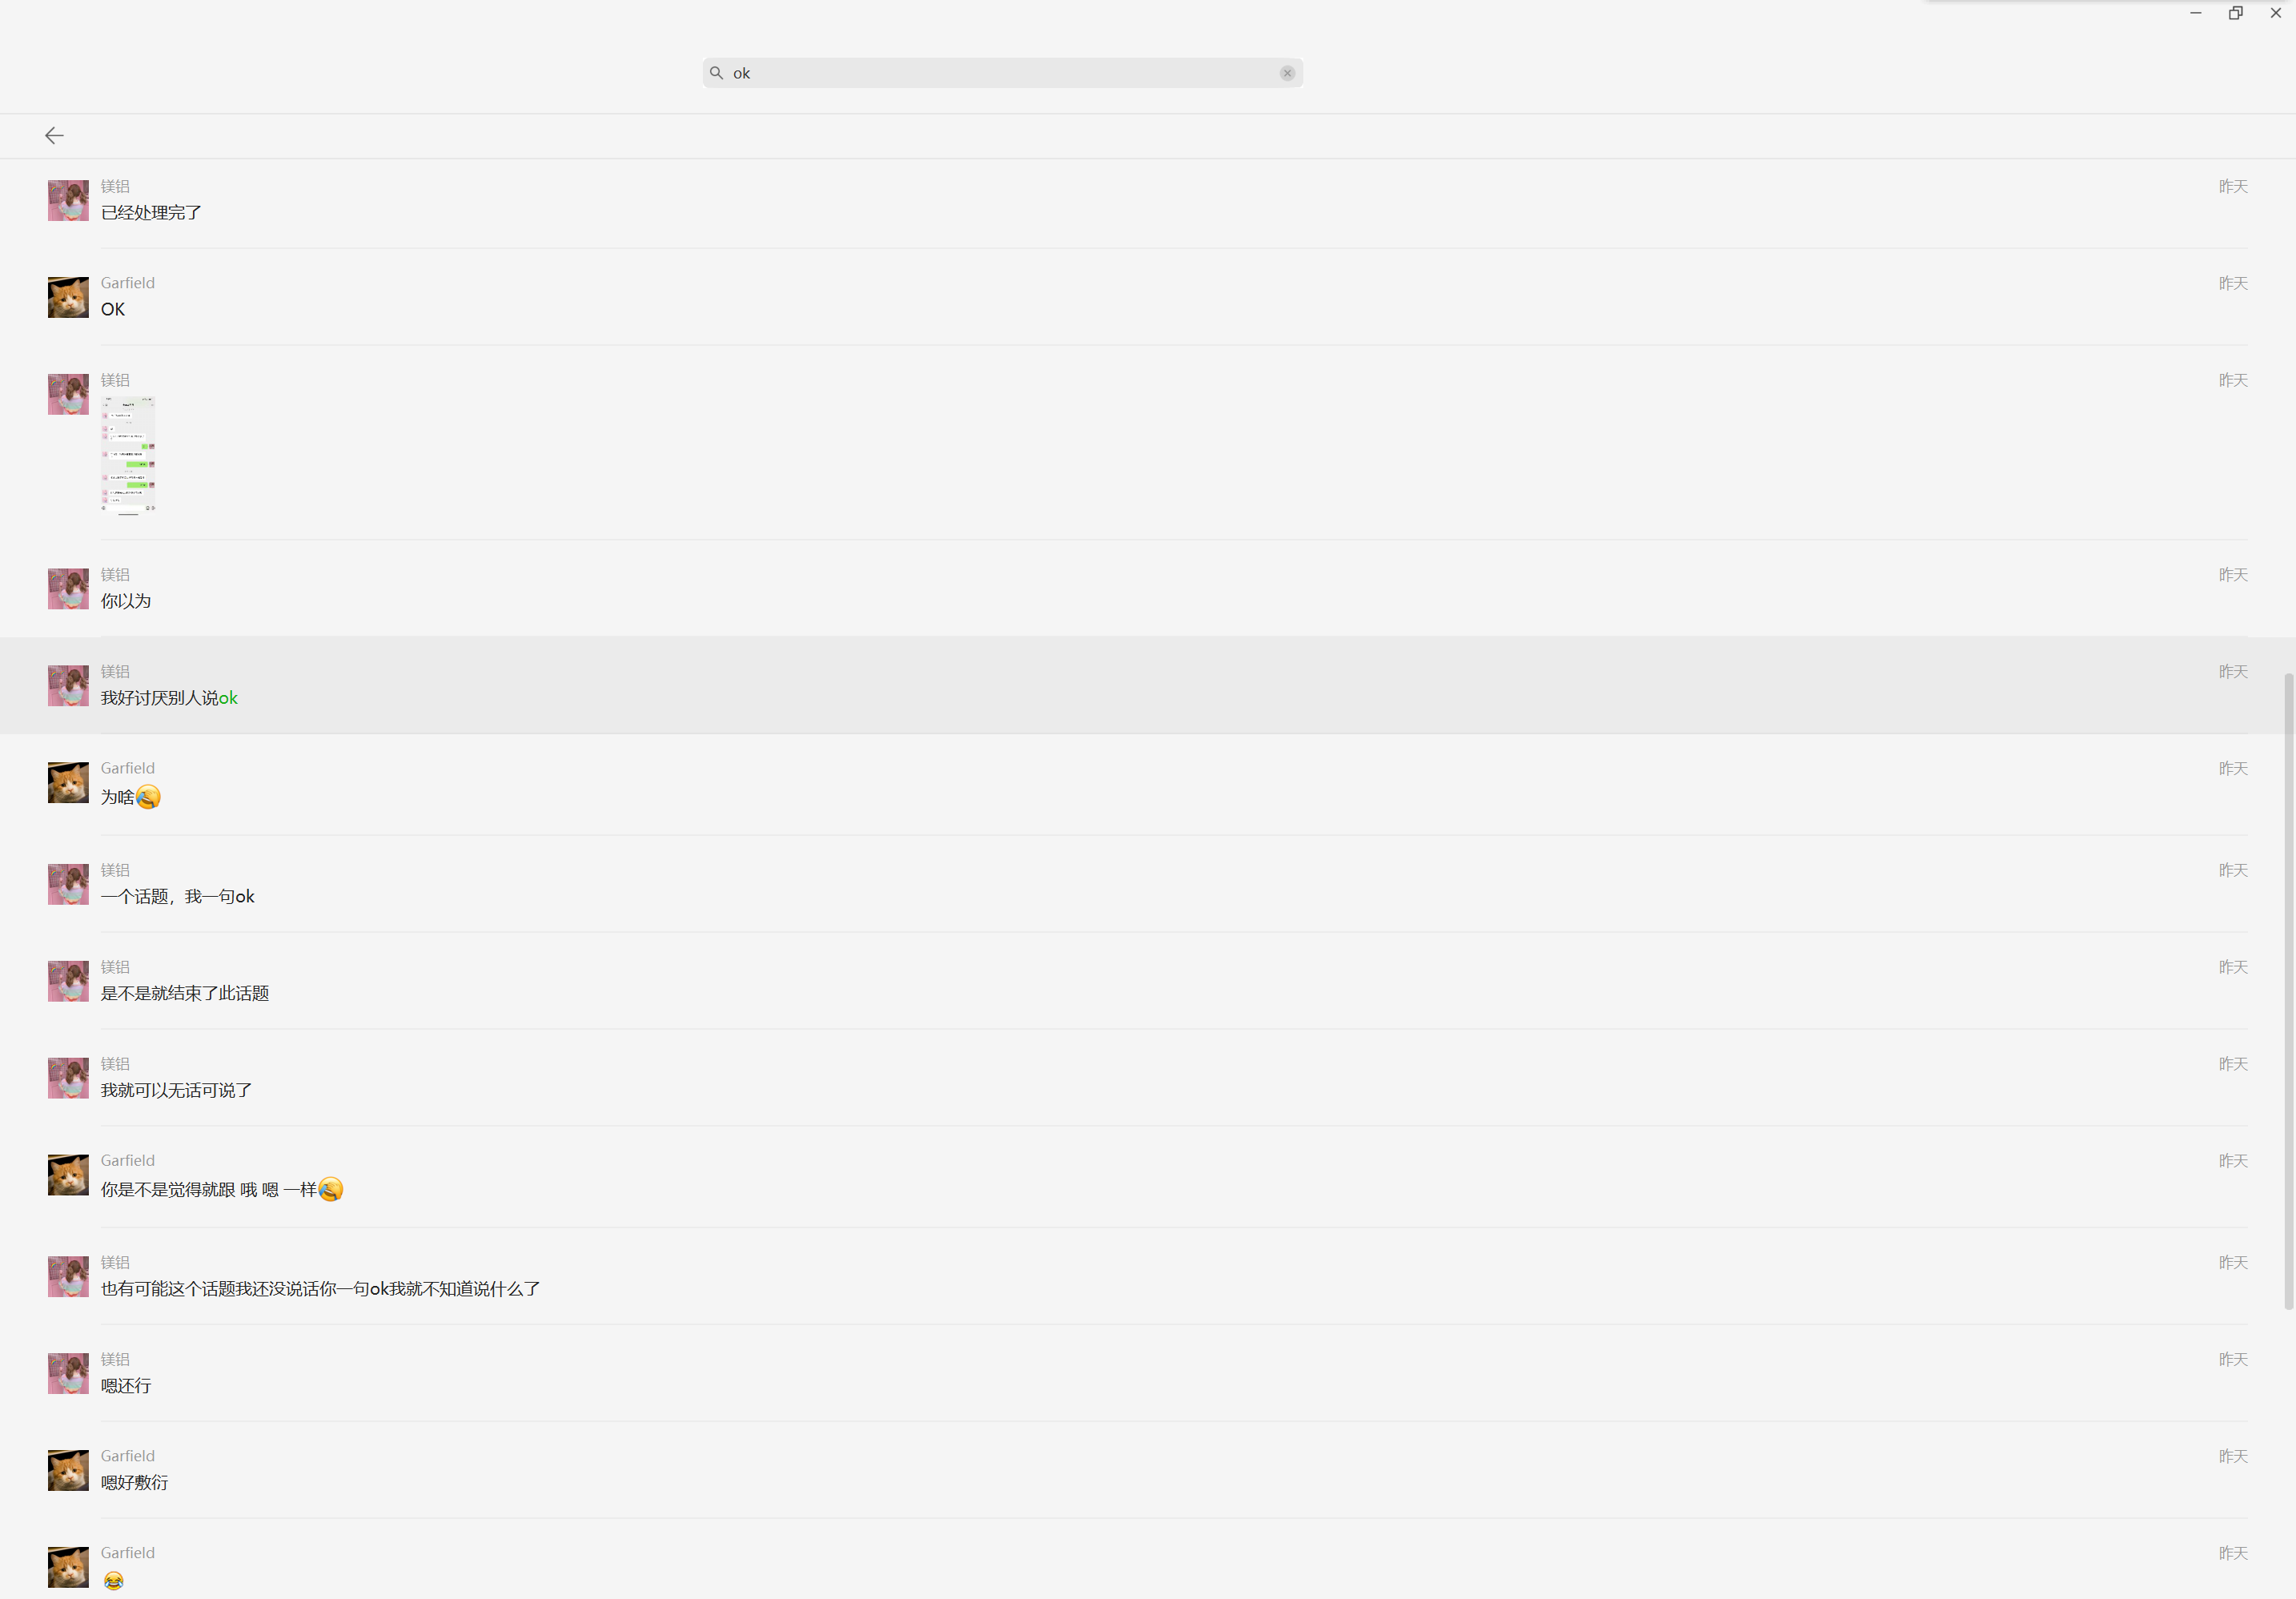 ok
镁铝
昨天
已经处理完了
Garfield
昨天
OK
镁铝
昨天
镁铝
昨天
你以为
镁铝
昨天
我好讨厌别人说ok
Garfield
昨天
为啥🤣
镁铝
昨天
一个话题，我一句ok
镁铝
昨天
是不是就结束了此话题
镁铝
昨天
我就可以无话可说了
Garfield
昨天
你是不是觉得就跟 哦 嗯 一样
镁铝
昨天
也有可能这个话题我还没说话你一句ok我就不知道说什么了
镁铝
昨天
嗯还行
Garfield
昨天
嗯好敷衍
Garfield
昨天
😂